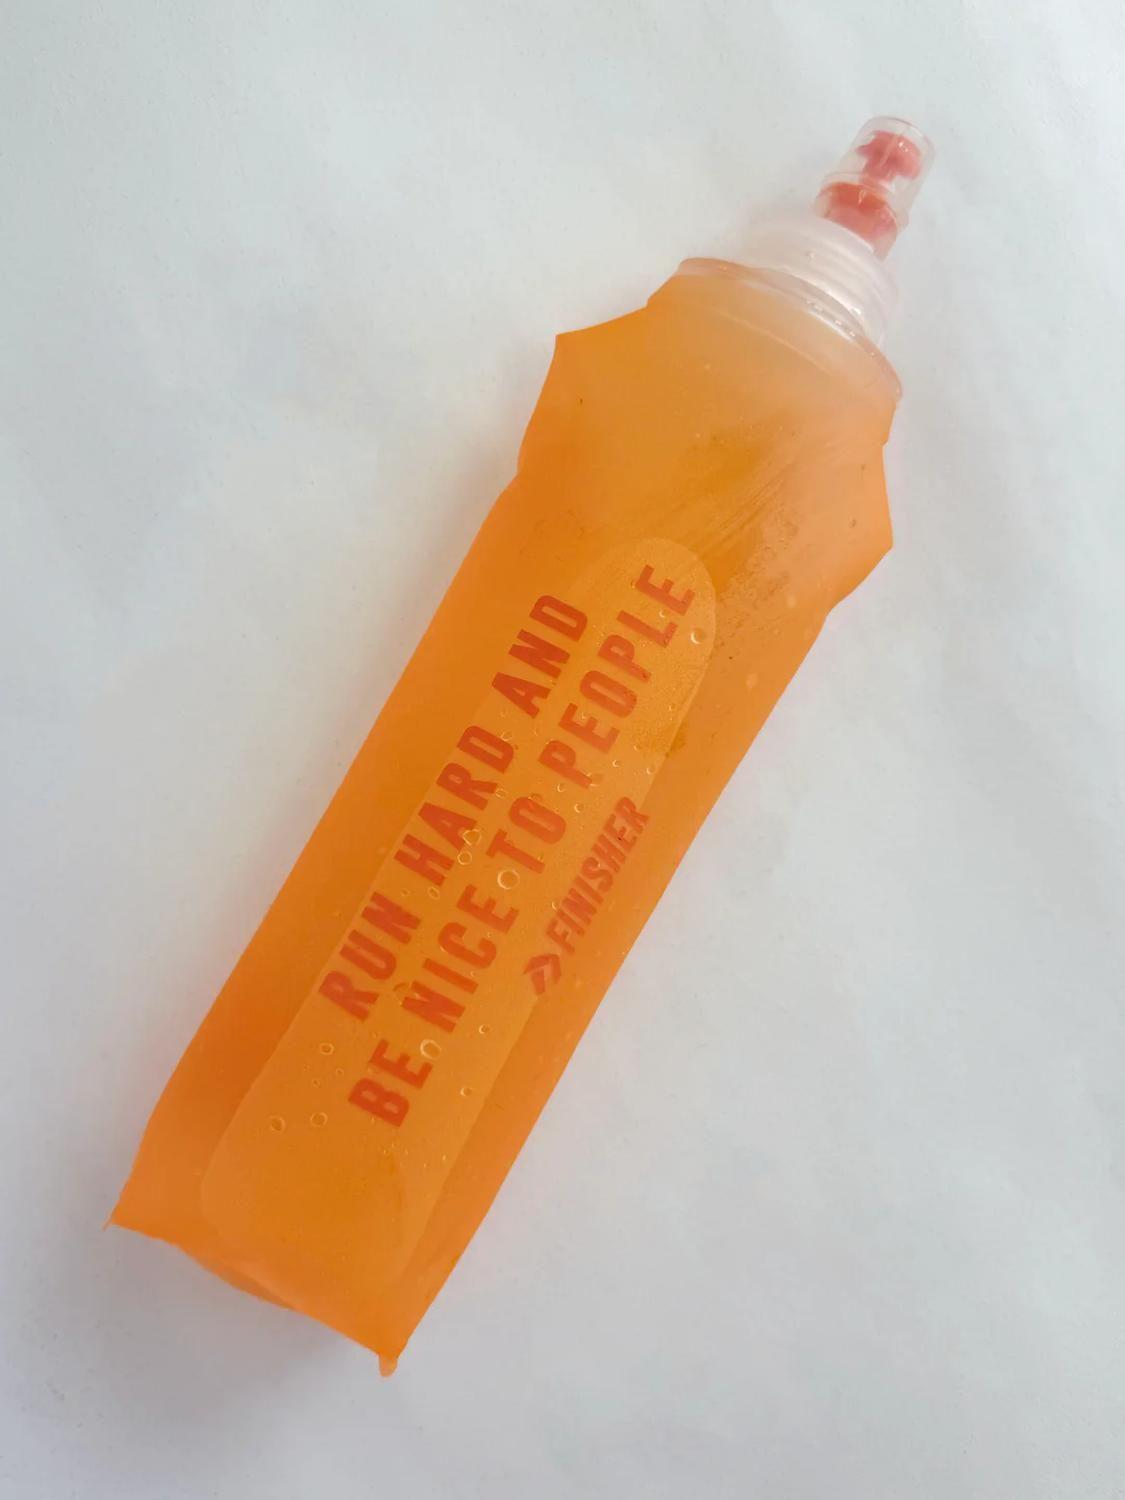 RUN HARD AND
BE NICE TO PEOPLE
FINISHER